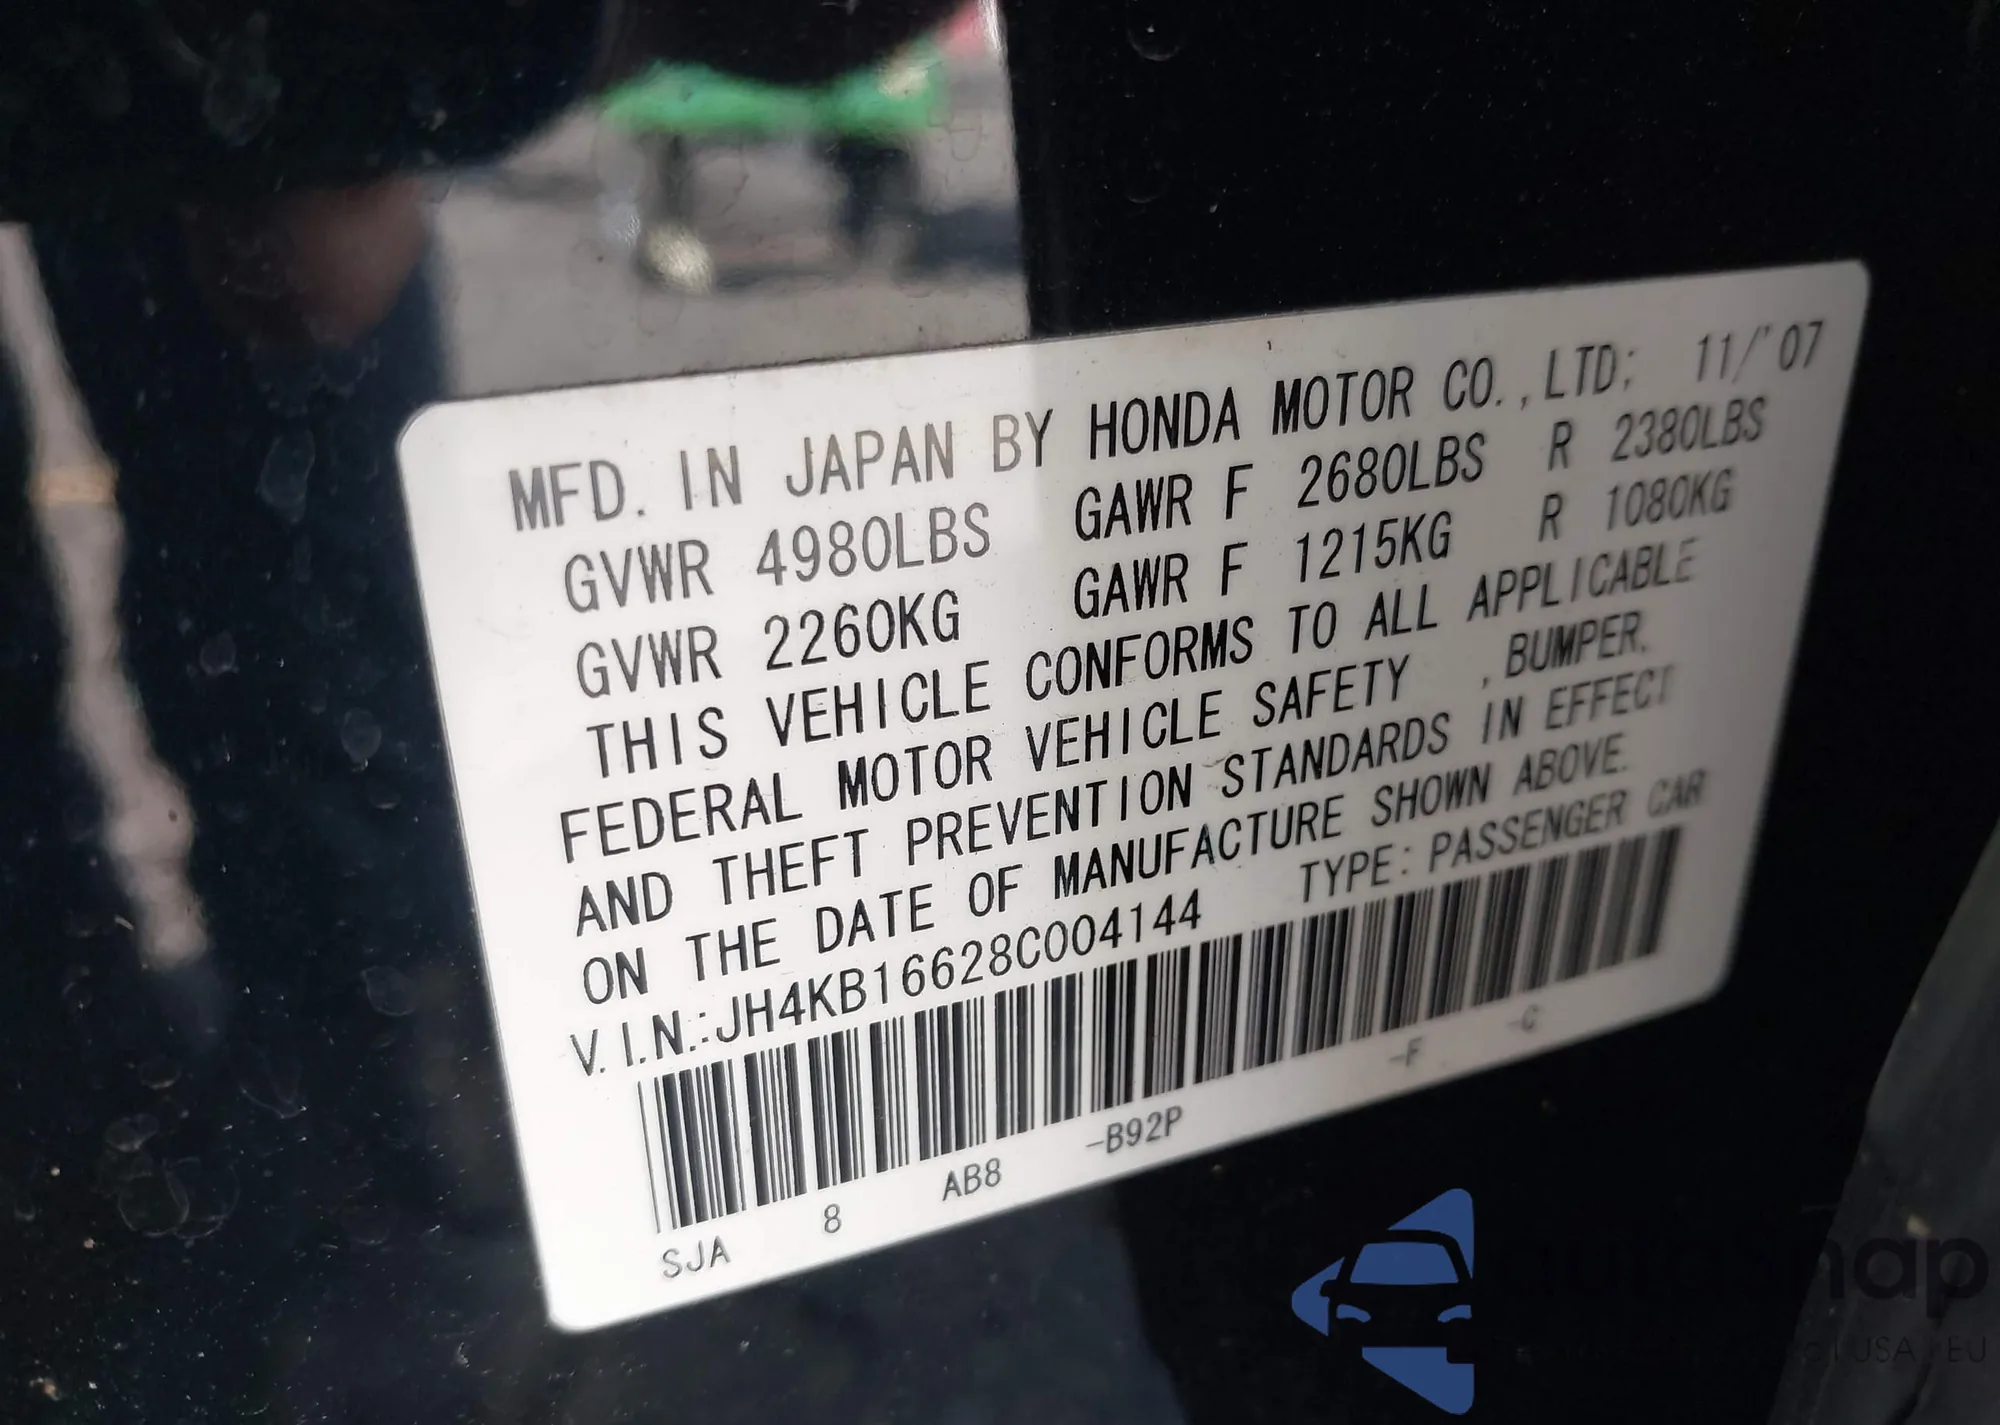 MFD. IN JAPAN BY HONDA MOTOR CO.,LTD; 11/'07
GVWR 4980LBS GAWR F 2680LBS R 2380LBS
GVWR 2260KG GAWR F 1215KG R 1080KG
THIS VEHICLE CONFORMS TO ALL APPLICABLE
FEDERAL MOTOR VEHICLE SAFETY ,BUMPER,
AND THEFT PREVENTION STANDARDS IN EFFECT
ON THE DATE OF MANUFACTURE SHOWN ABOVE.
V.I.N.:JH4KB16628C004144 TYPE:PASSENGER CAR
SJA 8 AB8 -B92P -F -C
USA EU